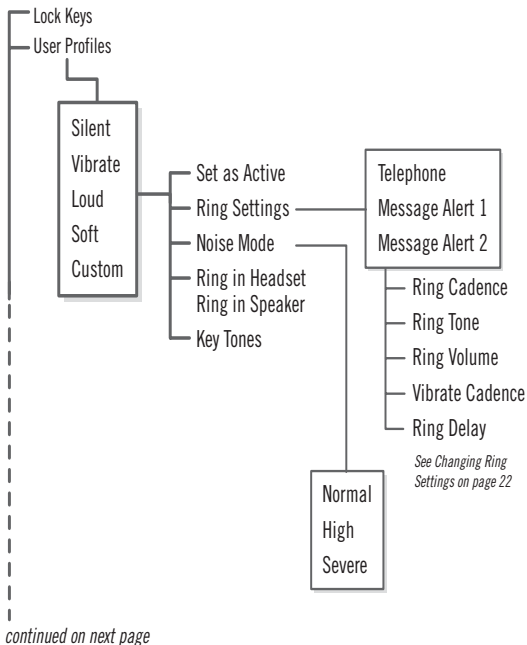 Lock Keys
User Profiles
Silent
Vibrate
Loud
Soft
Custom
Set as Active
Ring Settings
Noise Mode
Ring in Headset
Ring in Speaker
Key Tones
Telephone
Message Alert 1
Message Alert 2
Ring Cadence
Ring Tone
Ring Volume
Vibrate Cadence
Ring Delay
See Changing Ring
Settings on page 22
Normal
High
Severe
continued on next page